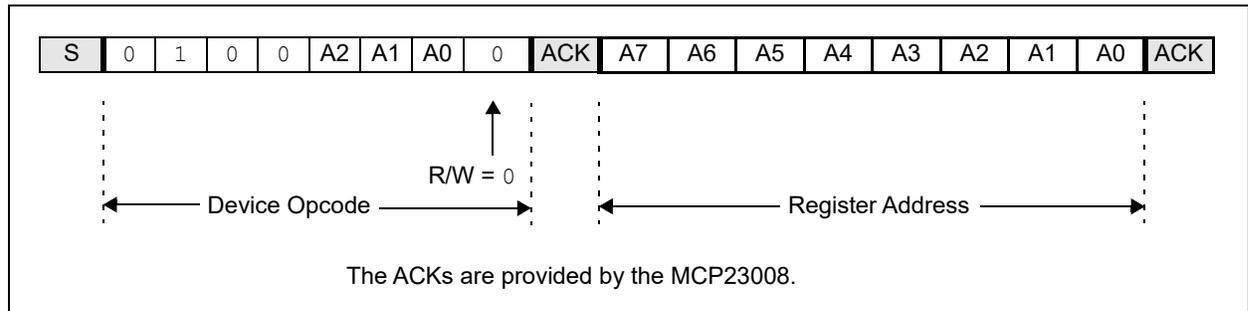 S 0 1 0 0 A2 A1 A0 0 ACK A7 A6 A5 A4 A3 A2 A1 A0 ACK
R/W = 0
Device Opcode Register Address
The ACKs are provided by the MCP23008.